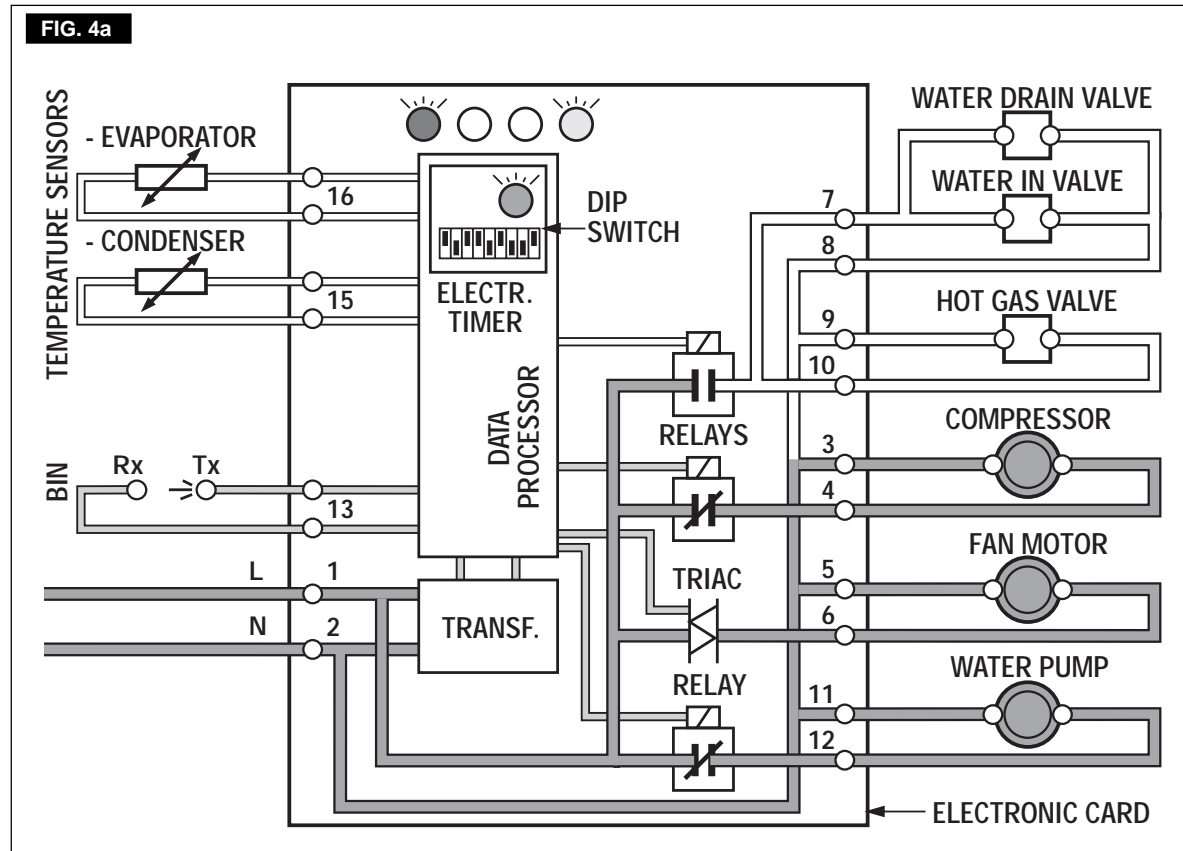 FIG. 4a
TEMPERATURE SENSORS
- EVAPORATOR
16
- CONDENSER
15
BIN
Rx
Tx
13
L
1
N
2
DIP
SWITCH
ELECTR.
TIMER
DATA
PROCESSOR
TRANSF.
RELAYS
TRIAC
RELAY
WATER DRAIN VALVE
WATER IN VALVE
7
8
HOT GAS VALVE
9
10
COMPRESSOR
3
4
FAN MOTOR
5
6
WATER PUMP
11
12
ELECTRONIC CARD